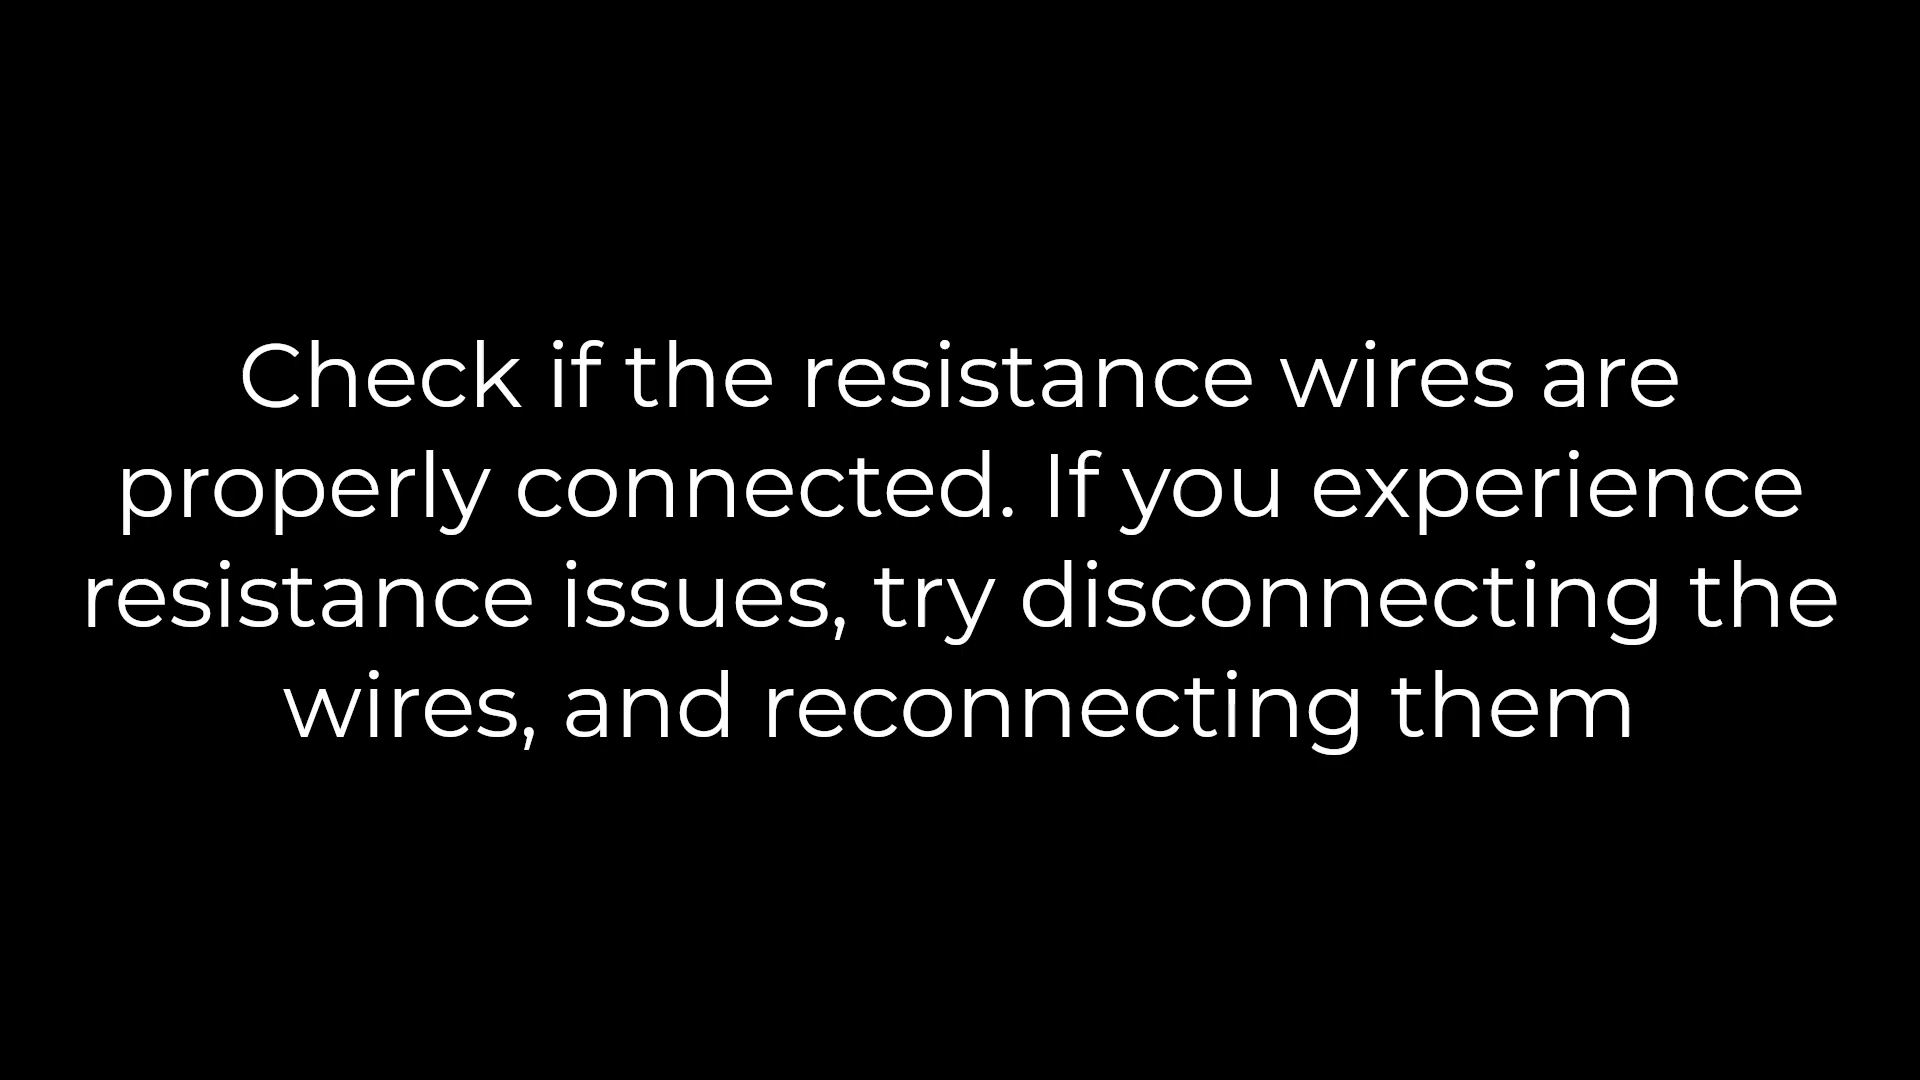 Check if the resistance wires are
properly connected. If you experience
resistance issues, try disconnecting the
wires, and reconnecting them